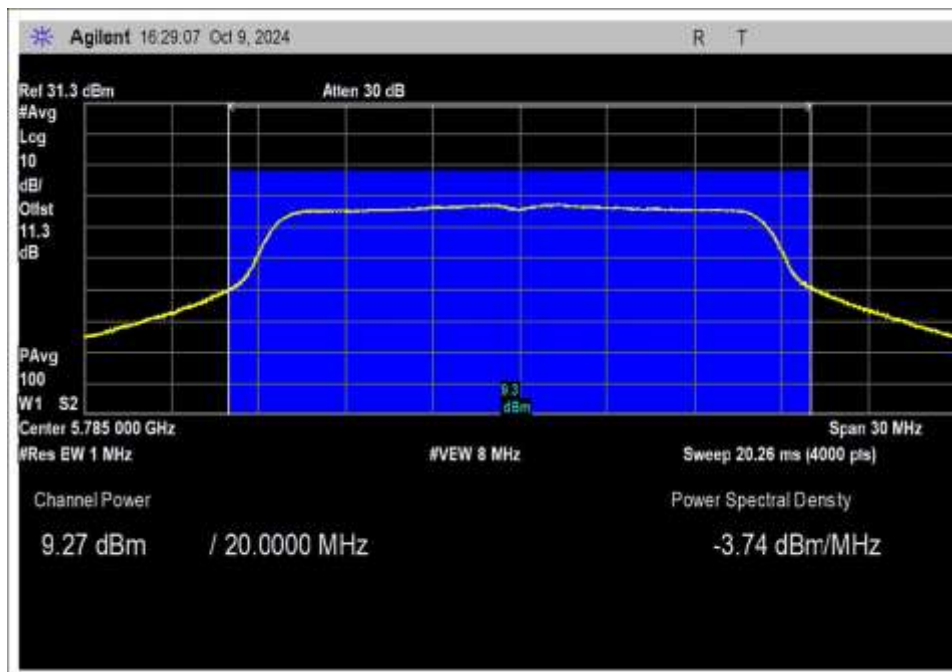 Agilent 16:29:07 Oct 9, 2024 R T
Ref 31.3 dBm Atten 30 dB
#Avg
Log
10
dB/
Offst
11.3
dB
PAvg
100
W1 S2
9.3
dBm
Center 5.785 000 GHz Span 30 MHz
#Res BW 1 MHz #VBW 8 MHz Sweep 20.26 ms (4000 pts)
Channel Power Power Spectral Density
9.27 dBm / 20.0000 MHz -3.74 dBm/MHz